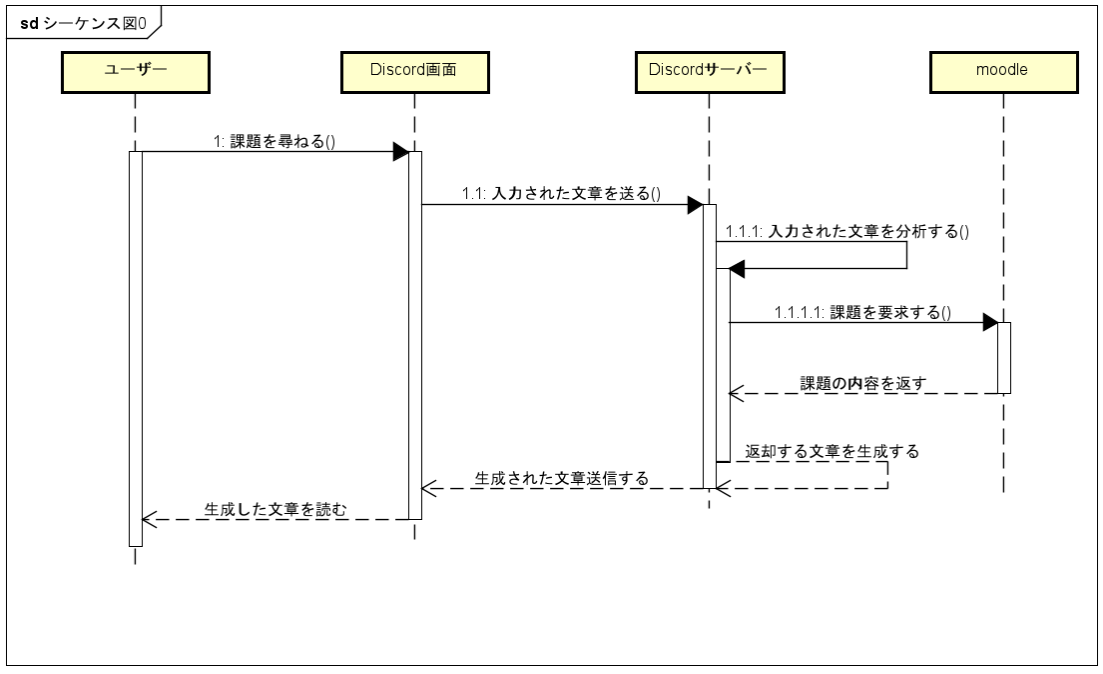 sd シーケンス図0
ユーザー
Discord画面
Discordサーバー
moodle
1: 課題を尋ねる()
1.1: 入力された文章を送る()
1.1.1: 入力された文章を分析する()
1.1.1.1: 課題を要求する()
課題の内容を返す
返却する文章を生成する
生成された文章送信する
生成した文章を読む